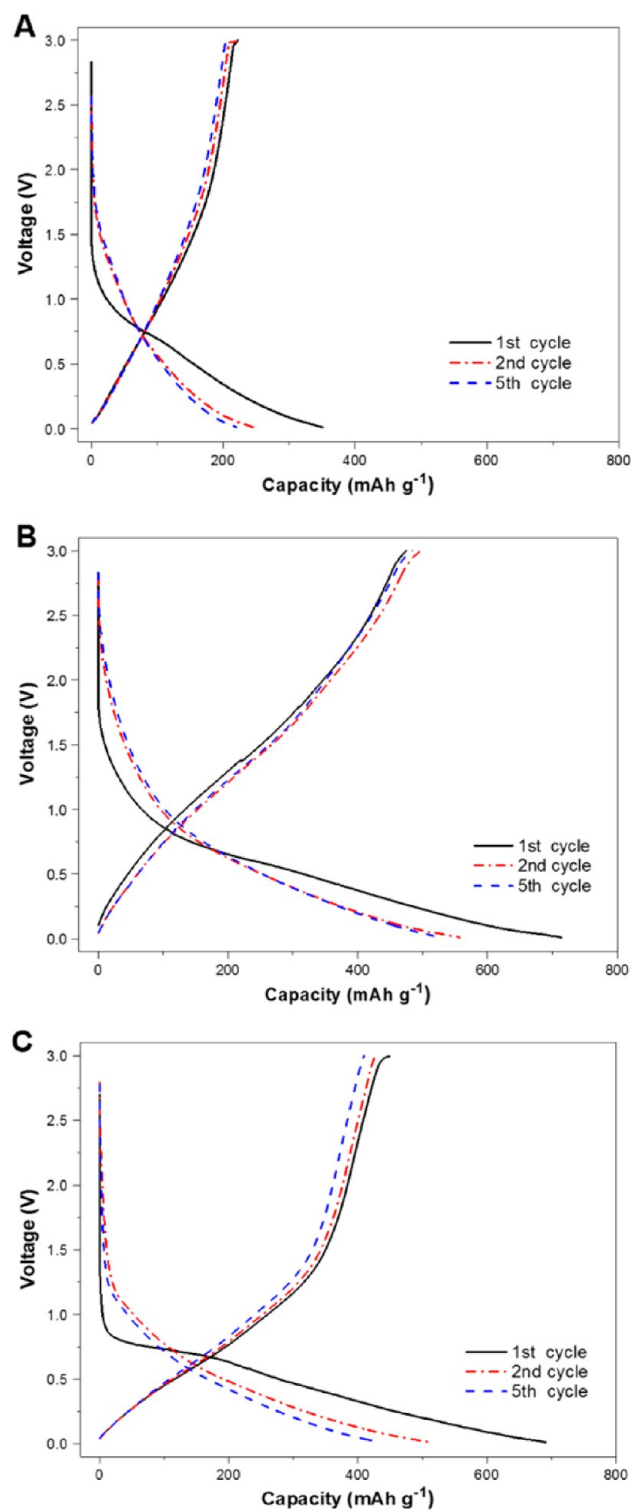 A
3.0
2.5
2.0
1.5
1.0
0.5
0.0
Voltage (V)
1st cycle
2nd cycle
5th cycle
0 200 400 600 800
Capacity (mAh g⁻¹)
B
3.0
2.5
2.0
1.5
1.0
0.5
0.0
Voltage (V)
1st cycle
2nd cycle
5th cycle
0 200 400 600 800
Capacity (mAh g⁻¹)
C
3.0
2.5
2.0
1.5
1.0
0.5
0.0
Voltage (V)
1st cycle
2nd cycle
5th cycle
0 200 400 600 800
Capacity (mAh g⁻¹)